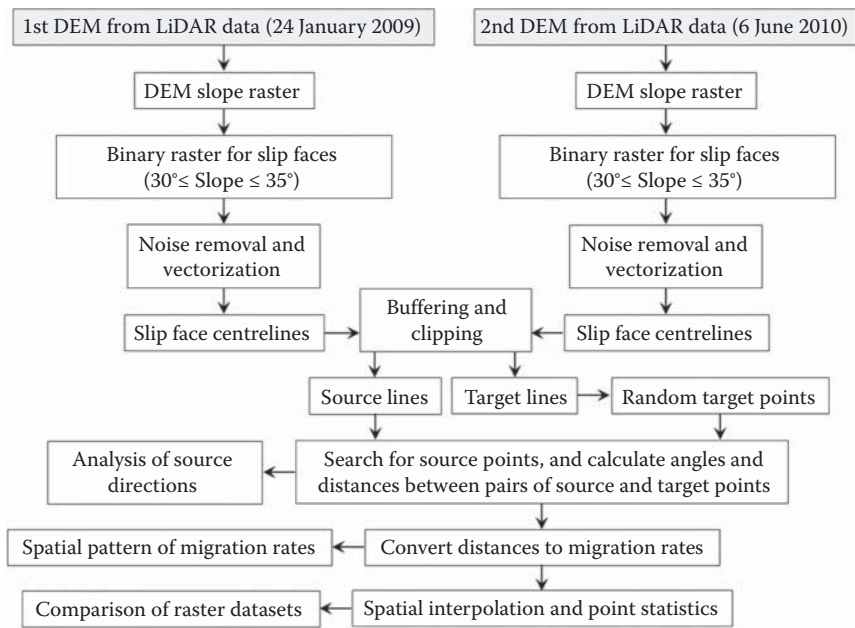 1st DEM from LiDAR data (24 January 2009)
2nd DEM from LiDAR data (6 June 2010)
DEM slope raster
DEM slope raster
Binary raster for slip faces
(30°≤ Slope ≤ 35°)
Binary raster for slip faces
(30°≤ Slope ≤ 35°)
Noise removal and
vectorization
Noise removal and
vectorization
Slip face centrelines
Buffering and
clipping
Slip face centrelines
Source lines
Target lines
Random target points
Analysis of source
directions
Search for source points, and calculate angles and
distances between pairs of source and target points
Spatial pattern of migration rates
Convert distances to migration rates
Comparison of raster datasets
Spatial interpolation and point statistics